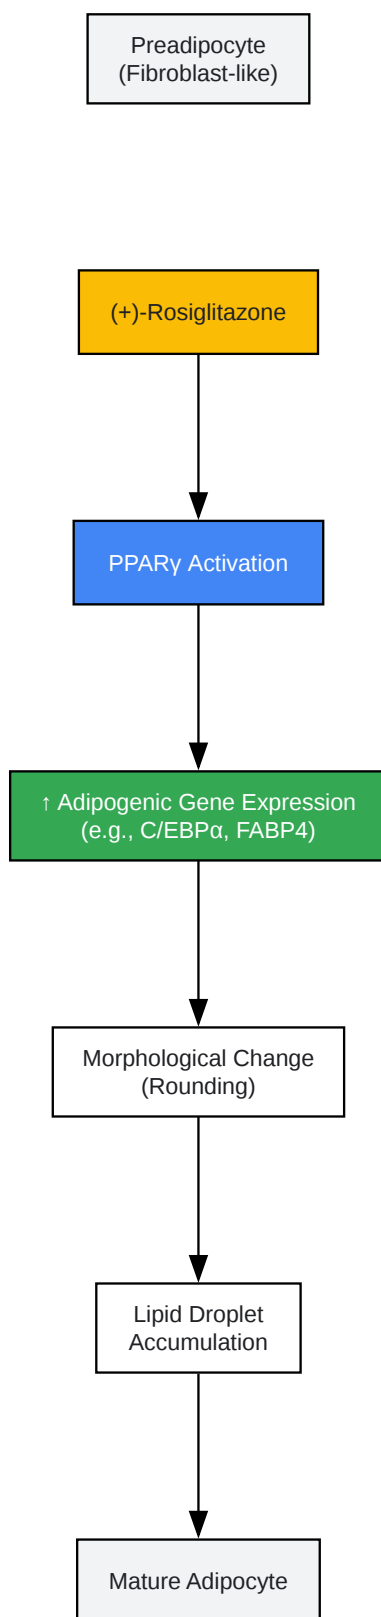 Preadipocyte
(Fibroblast-like)
(+)-Rosiglitazone
PPARγ Activation
↑ Adipogenic Gene Expression
(e.g., C/EBPα, FABP4)
Morphological Change
(Rounding)
Lipid Droplet
Accumulation
Mature Adipocyte